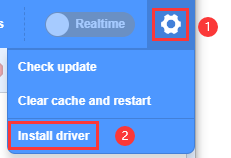 s
Realtime
1
Check update
Clear cache and restart
Install driver
2